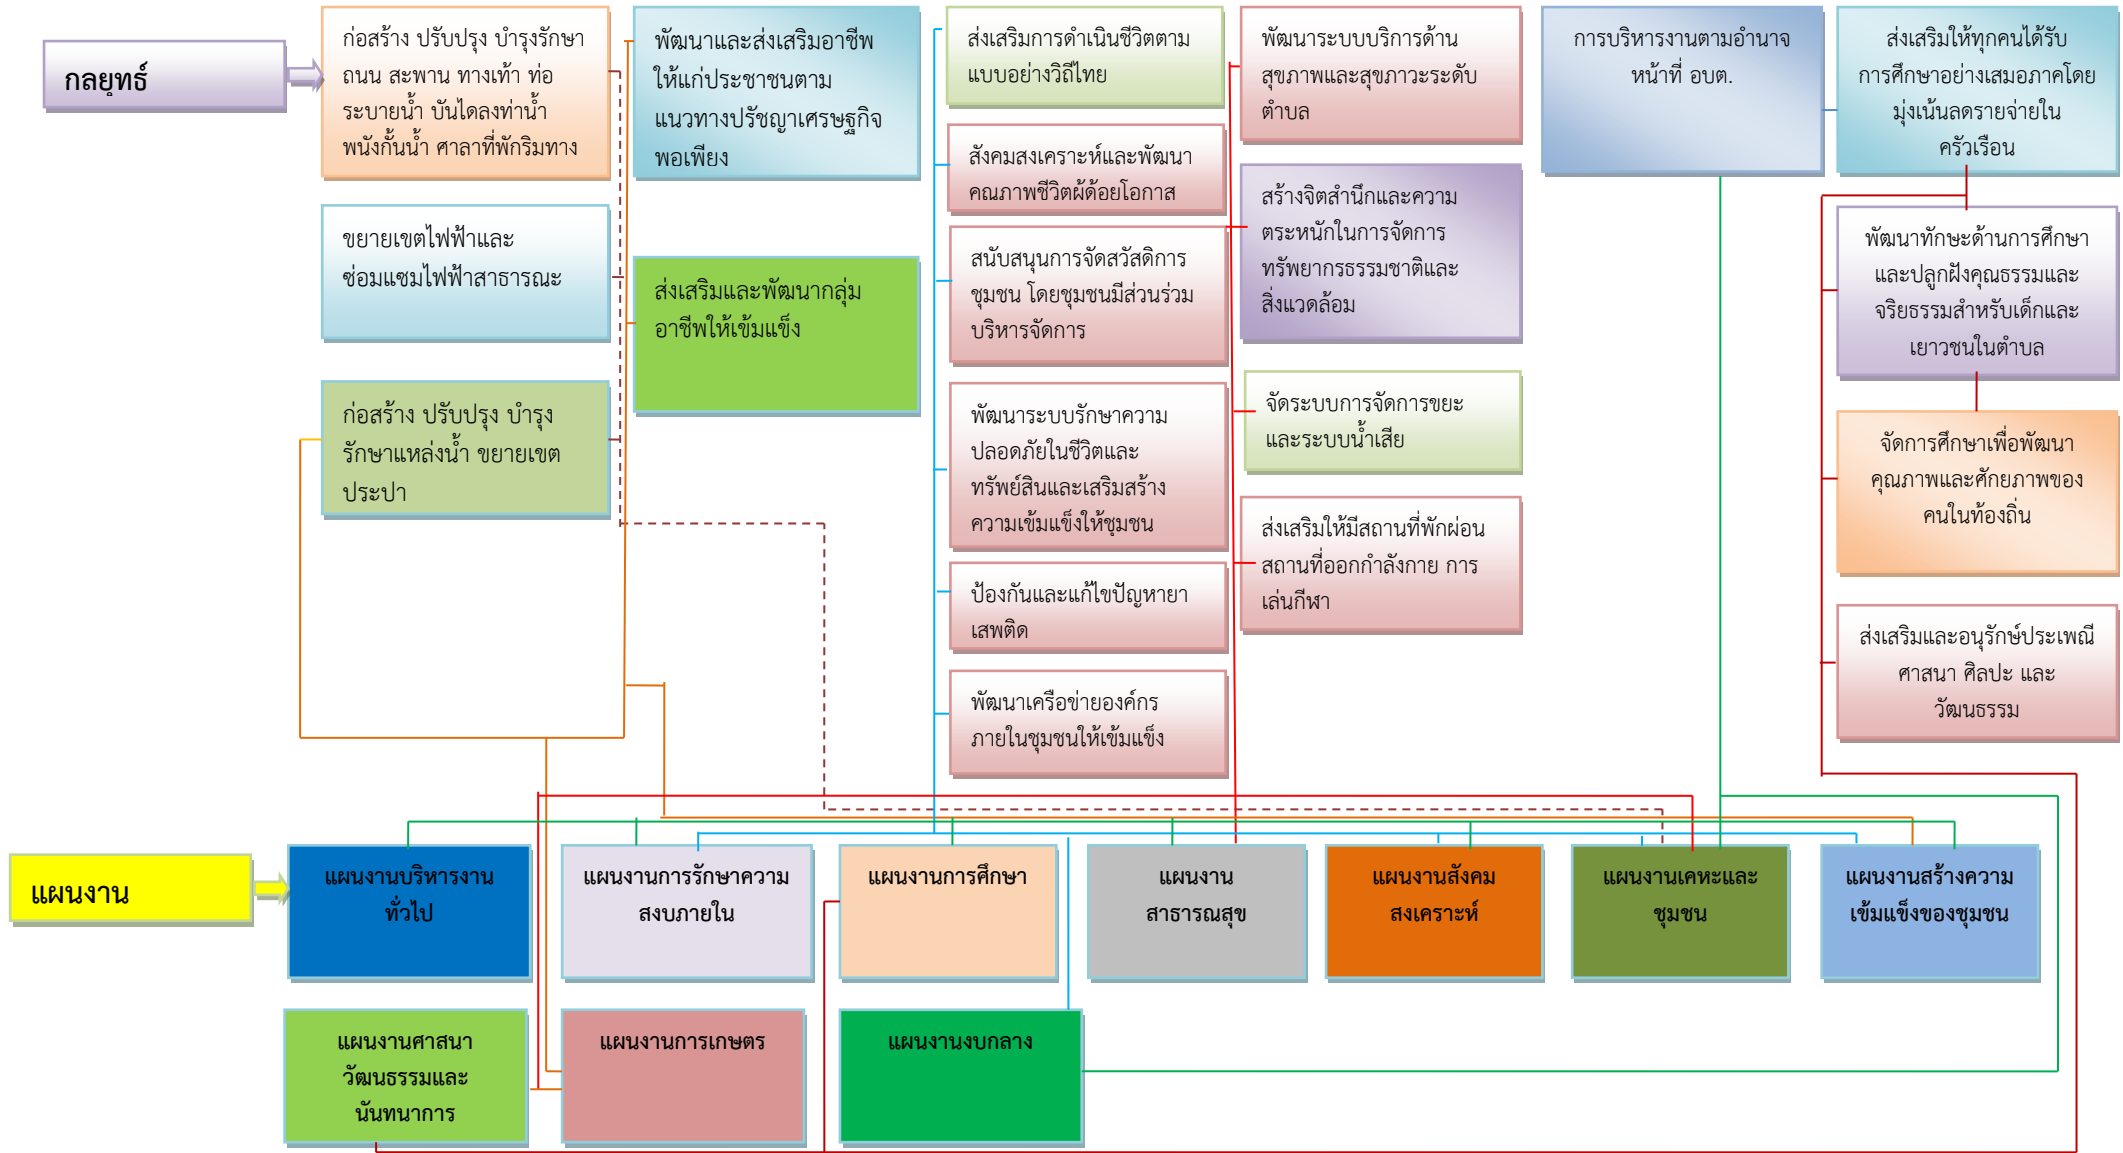 กลยุทธ์
ก่อสร้าง ปรับปรุง บำรุงรักษา
ถนน สะพาน ทางเท้า ท่อ
ระบายน้ำ บันไดลงท่าน้ำ
พนังกั้นน้ำ ศาลาที่พักริมทาง
ขยายเขตไฟฟ้าและ
ซ่อมแซมไฟฟ้าสาธารณะ
ก่อสร้าง ปรับปรุง บำรุง
รักษาแหล่งน้ำ ขยายเขต
ประปา
พัฒนาและส่งเสริมอาชีพ
ให้แก่ประชาชนตาม
แนวทางปรัชญาเศรษฐกิจ
พอเพียง
ส่งเสริมและพัฒนากลุ่ม
อาชีพให้เข้มแข็ง
ส่งเสริมการดำเนินชีวิตตาม
แบบอย่างวิถีไทย
สังคมสงเคราะห์และพัฒนา
คุณภาพชีวิตผู้ด้อยโอกาส
สนับสนุนการจัดสวัสดิการ
ชุมชน โดยชุมชนมีส่วนร่วม
บริหารจัดการ
พัฒนาระบบรักษาความ
ปลอดภัยในชีวิตและ
ทรัพย์สินและเสริมสร้าง
ความเข้มแข็งให้ชุมชน
ป้องกันและแก้ไขปัญหายา
เสพติด
พัฒนาเครือข่ายองค์กร
ภายในชุมชนให้เข้มแข็ง
พัฒนาระบบบริการด้าน
สุขภาพและสุขภาวะระดับ
ตำบล
สร้างจิตสำนึกและความ
ตระหนักในการจัดการ
ทรัพยากรธรรมชาติและ
สิ่งแวดล้อม
จัดระบบการจัดการขยะ
และระบบน้ำเสีย
ส่งเสริมให้มีสถานที่พักผ่อน
สถานที่ออกกำลังกาย การ
เล่นกีฬา
การบริหารงานตามอำนาจ
หน้าที่ อบต.
ส่งเสริมให้ทุกคนได้รับ
การศึกษาอย่างเสมอภาคโดย
มุ่งเน้นลดรายจ่ายใน
ครัวเรือน
พัฒนาทักษะด้านการศึกษา
และปลูกฝังคุณธรรมและ
จริยธรรมสำหรับเด็กและ
เยาวชนในตำบล
จัดการศึกษาเพื่อพัฒนา
คุณภาพและศักยภาพของ
คนในท้องถิ่น
ส่งเสริมและอนุรักษ์ประเพณี
ศาสนา ศิลปะ และ
วัฒนธรรม
แผนงาน
แผนงานบริหารงาน
ทั่วไป
แผนงานการรักษาความ
สงบภายใน
แผนงานการศึกษา
แผนงาน
สาธารณสุข
แผนงานสังคม
สงเคราะห์
แผนงานเคหะและ
ชุมชน
แผนงานสร้างความ
เข้มแข็งของชุมชน
แผนงานศาสนา
วัฒนธรรมและ
นันทนาการ
แผนงานการเกษตร
แผนงานงบกลาง